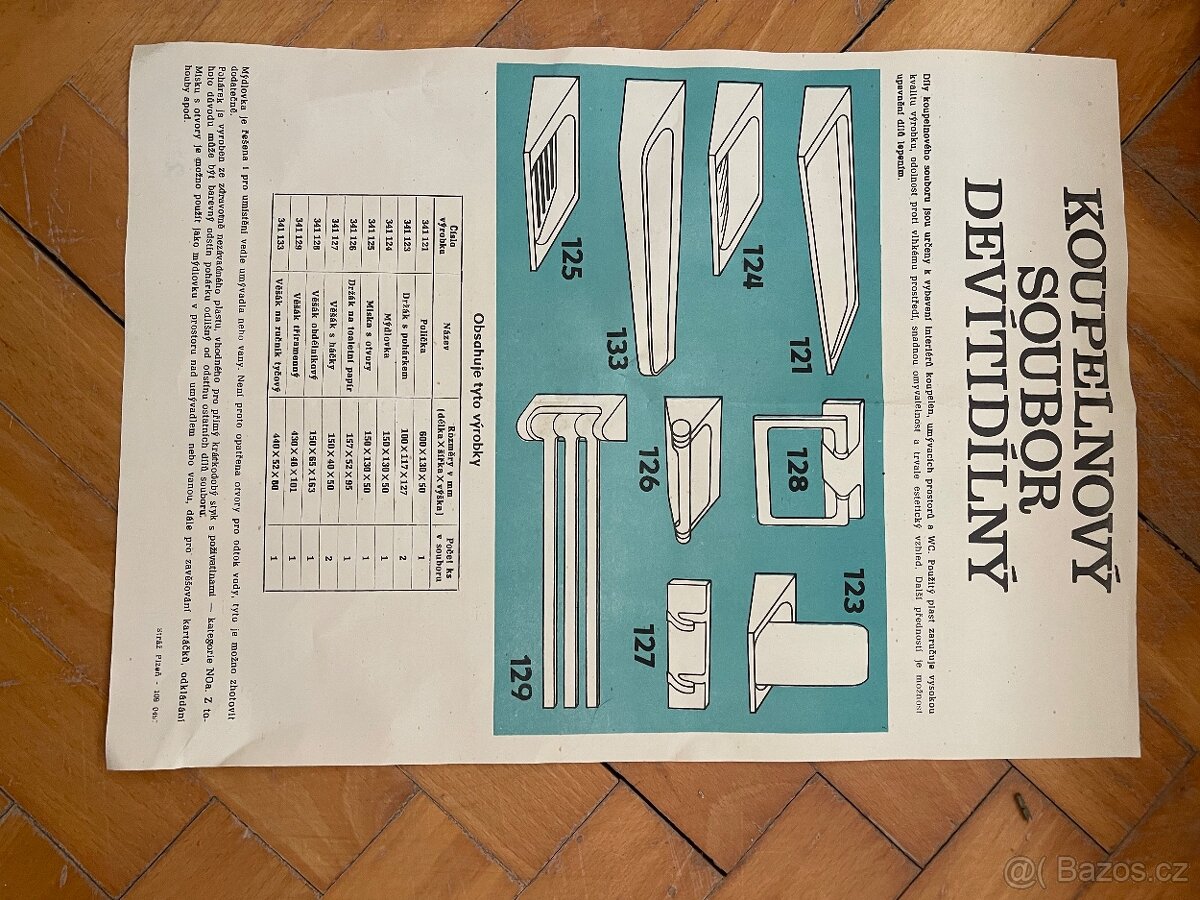 KOUPELNOVÝ
SOUBOR
DEVÍTIDÍLNÝ
Díly koupelnového souboru jsou určeny k vybavení interiérů koupelen, umývacích prostorů a WC. Použitý plast zaručuje vysokou
kvalitu výrobku, odolnost proti vlhkému prostředí, snadnou omyvatelnost a trvale estetický vzhled. Další předností je možnost
upevnění dílů lepením.
121
128
123
124
133
126
127
125
129
Obsahuje tyto výrobky
Číslo výrobku Název Rozměry v mm (délka X šířka X výška) Počet ks v souboru
341 121 Polička 600 X 130 X 50 1
341 123 Držák s pohárkem 100 X 117 X 127 2
341 124 Mýdlovka 150 X 130 X 50 1
341 125 Miska s otvory 150 X 130 X 50 1
341 126 Držák na toaletní papír 157 X 52 X 95 1
341 127 Věšák s háčky 150 X 40 X 50 2
341 128 Věšák obdélníkový 150 X 65 X 163 1
341 129 Věšák tříramenný 430 X 46 X 101 1
341 133 Věšák na ručník tyčový 440 X 52 X 80 1
Mýdlovka je řešena i pro umístění vedle umývadla nebo vany. Není proto opatřena otvory pro odtok vody, tyto je možno zhotovit
dodatečně.
Pohárek je vyroben ze zdravotně nezávadného plastu, vhodného pro přímý krátkodobý styk s poživatinami — kategorie NOa. Z to-
hoto důvodu může být barevný odstín pohárku odlišný od odstínu ostatních dílů souboru.
Misku s otvory je možno použít jako mýdlovku v prostoru nad umývadlem nebo vanou, dále pro zavěšování kartáčků, odkládání
houby apod.
Stráž Plzeň - 109
@( Bazos.cz